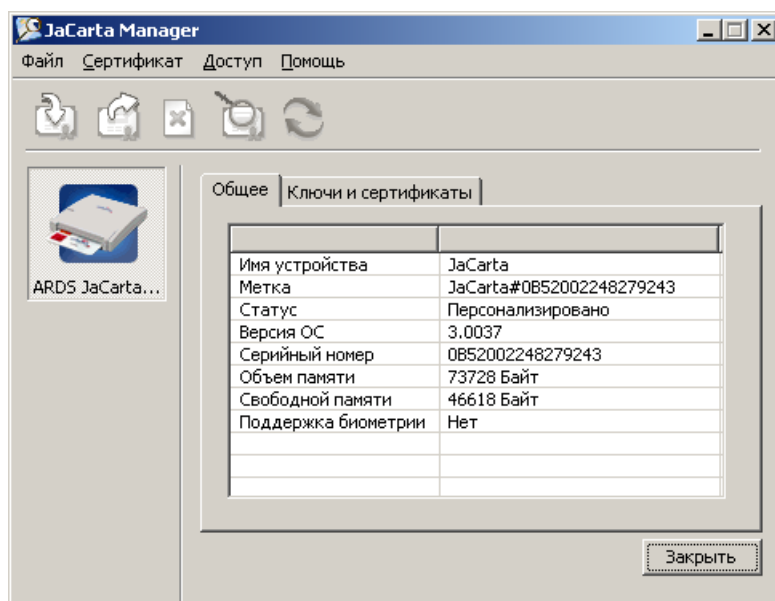 JaCarta Manager
Файл Сертификат Доступ Помощь
Общее Ключи и сертификаты
ARDS JaCarta...
Имя устройства JaCarta
Метка JaCarta#0B52002248279243
Статус Персонализировано
Версия ОС 3.0037
Серийный номер 0B52002248279243
Объем памяти 73728 Байт
Свободной памяти 46618 Байт
Поддержка биометрии Нет
Закрыть